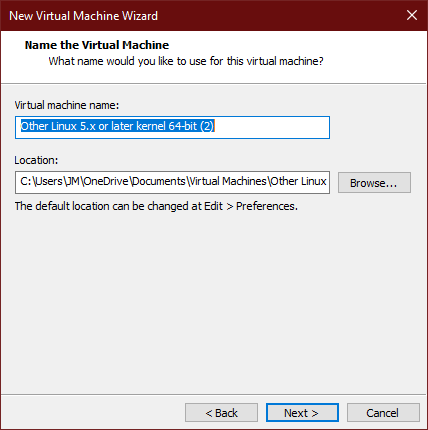 New Virtual Machine Wizard
Name the Virtual Machine
What name would you like to use for this virtual machine?
Virtual machine name:
Other Linux 5.x or later kernel 64-bit (2)
Location:
C:\Users\JM\OneDrive\Documents\Virtual Machines\Other Linux
Browse...
The default location can be changed at Edit > Preferences.
< Back Next > Cancel